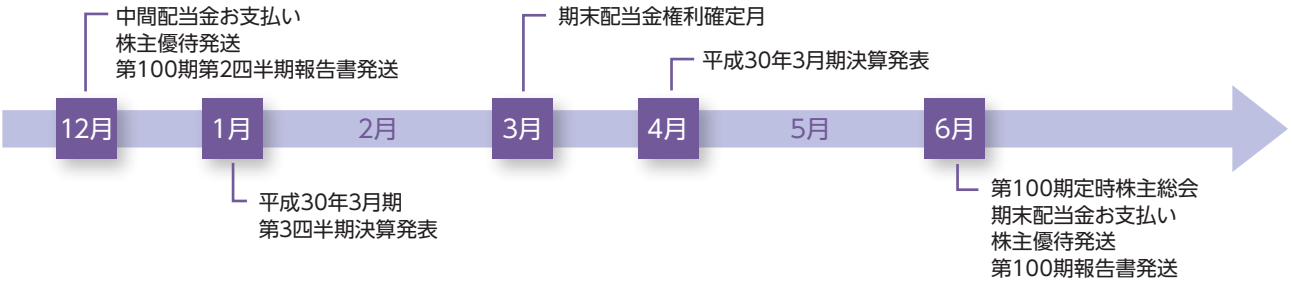 中間配当金お支払い
株主優待発送
第100期第2四半期報告書発送
期末配当金権利確定月
平成30年3月期決算発表
12月
1月
2月
3月
4月
5月
6月
平成30年3月期
第3四半期決算発表
第100期定時株主総会
期末配当金お支払い
株主優待発送
第100期報告書発送